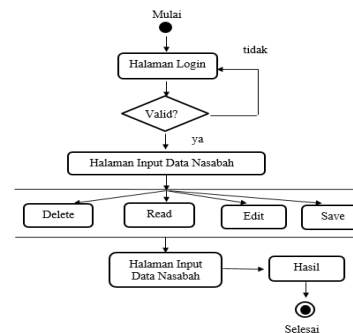 Mulai
Halaman Login
tidak
Valid?
ya
Halaman Input Data Nasabah
Delete
Read
Edit
Save
Halaman Input
Data Nasabah
Hasil
Selesai